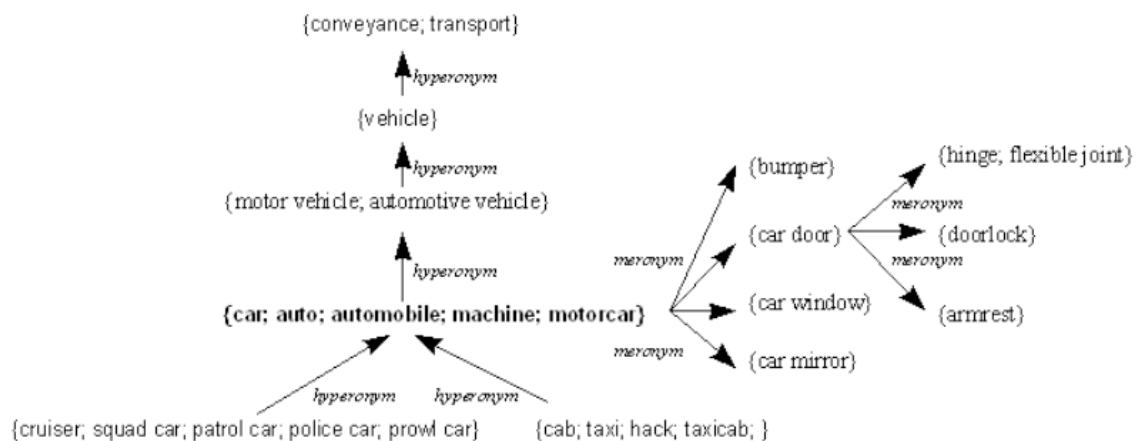 {conveyance; transport}
hyperonym
{vehicle}
hyperonym
{motor vehicle; automotive vehicle}
hyperonym
{car; auto; automobile; machine; motorcar}
hyperonym
hyperonym
{cruiser; squad car; patrol car; police car; prowl car}
{cab; taxi; hack; taxicab; }
meronym
meronym
{bumper}
{car door}
{car window}
{car mirror}
meronym
meronym
{hinge; flexible joint}
{doorlock}
{armrest}